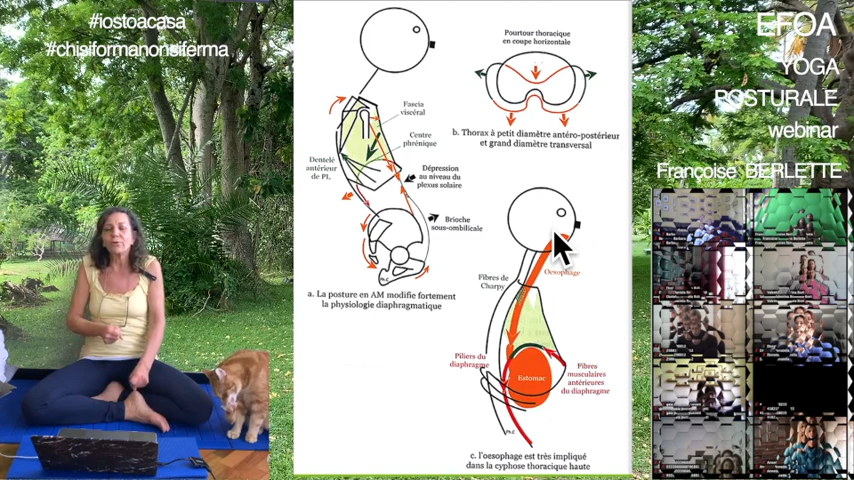 #iostoacasa
#chisiformanonsiferma
Fascia
viscéral
Centre
phrénique
Dentelé
antérieur
de PL
Dépression
au niveau du
plexus solaire
Brioche
sous-ombilicale
a. La posture en AM modifie fortement
la physiologie diaphragmatique
Pourtour thoracique
en coupe horizontale
b. Thorax à petit diamètre antéro-postérieur
et grand diamètre transversal
Oesophage
Fibres de
Charpy
Piliers du
diaphragme
Estomac
Fibres
musculaires
antérieures
du diaphragme
c. l'oesophage est très impliqué
dans la cyphose thoracique haute
EFOA
YOGA
POSTURALE
webinar
Françoise BERLETTE